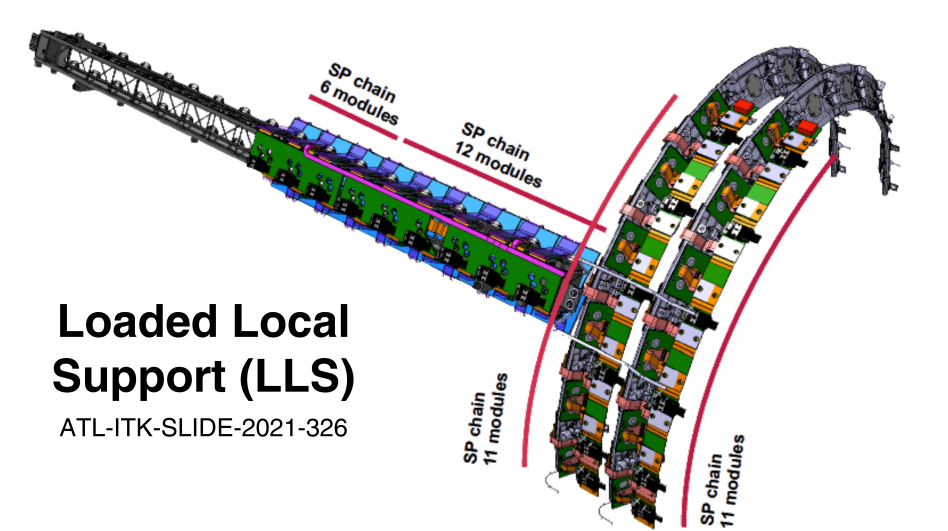 SP chain
6 modules
SP chain
12 modules
Loaded Local
Support (LLS)
ATL-ITK-SLIDE-2021-326
SP chain
11 modules
SP chain
11 modules